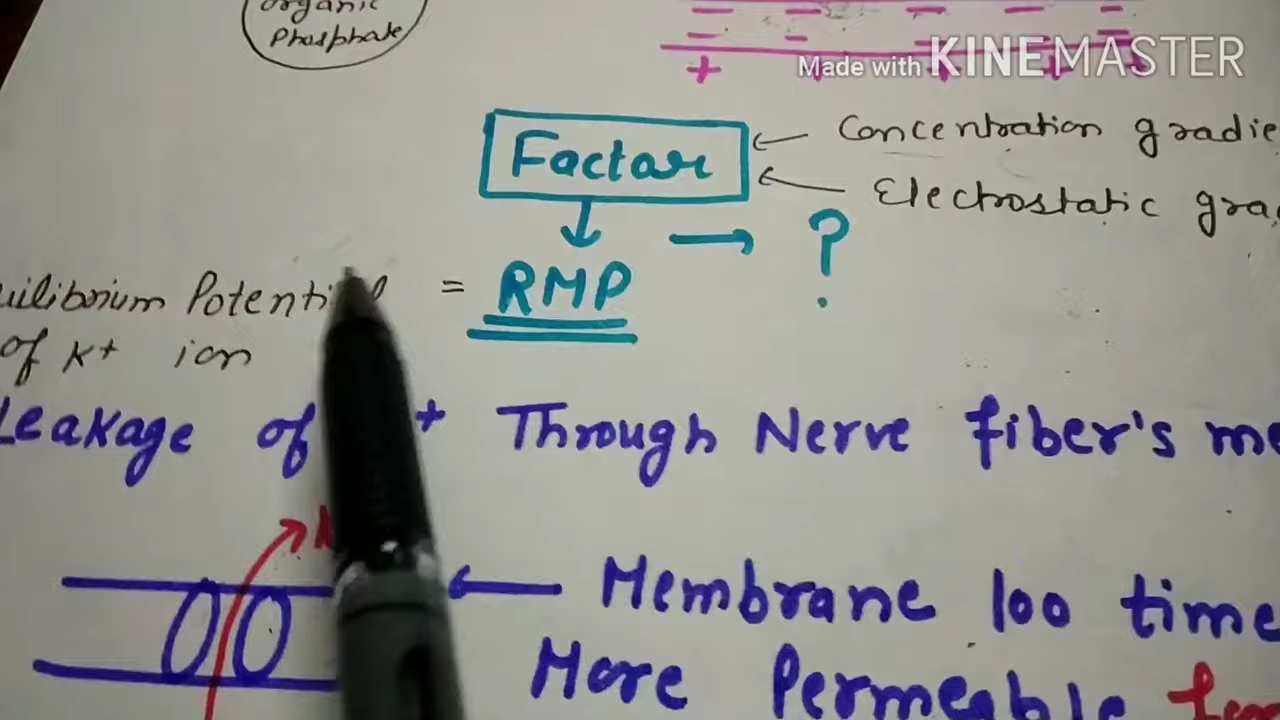 organic
Phosphate
Made with KINEMASTER
Factor
Concentration gradie
Electrostatic gra
?
uilibrium Potential = RMP
of K+ ion
Leakage of + Through Nerve fiber's me
Membrane 100 time
More Permeable